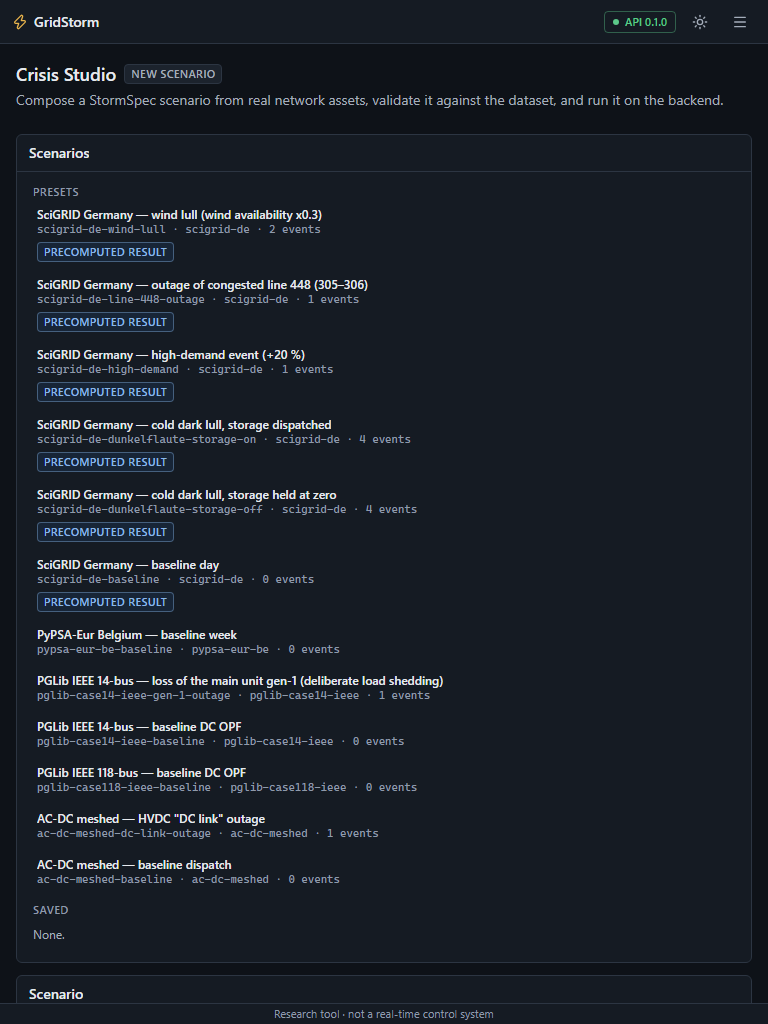 GridStorm
API 0.1.0
Crisis Studio NEW SCENARIO
Compose a StormSpec scenario from real network assets, validate it against the dataset, and run it on the backend.
Scenarios
PRESETS
SciGRID Germany — wind lull (wind availability x0.3)
scigrid-de-wind-lull · scigrid-de · 2 events
PRECOMPUTED RESULT
SciGRID Germany — outage of congested line 448 (305–306)
scigrid-de-line-448-outage · scigrid-de · 1 events
PRECOMPUTED RESULT
SciGRID Germany — high-demand event (+20 %)
scigrid-de-high-demand · scigrid-de · 1 events
PRECOMPUTED RESULT
SciGRID Germany — cold dark lull, storage dispatched
scigrid-de-dunkelflaute-storage-on · scigrid-de · 4 events
PRECOMPUTED RESULT
SciGRID Germany — cold dark lull, storage held at zero
scigrid-de-dunkelflaute-storage-off · scigrid-de · 4 events
PRECOMPUTED RESULT
SciGRID Germany — baseline day
scigrid-de-baseline · scigrid-de · 0 events
PRECOMPUTED RESULT
PyPSA-Eur Belgium — baseline week
pypsa-eur-be-baseline · pypsa-eur-be · 0 events
PGLib IEEE 14-bus — loss of the main unit gen-1 (deliberate load shedding)
pglib-case14-ieee-gen-1-outage · pglib-case14-ieee · 1 events
PGLib IEEE 14-bus — baseline DC OPF
pglib-case14-ieee-baseline · pglib-case14-ieee · 0 events
PGLib IEEE 118-bus — baseline DC OPF
pglib-case118-ieee-baseline · pglib-case118-ieee · 0 events
AC-DC meshed — HVDC "DC link" outage
ac-dc-meshed-dc-link-outage · ac-dc-meshed · 1 events
AC-DC meshed — baseline dispatch
ac-dc-meshed-baseline · ac-dc-meshed · 0 events
SAVED
None.
Scenario
Research tool · not a real-time control system